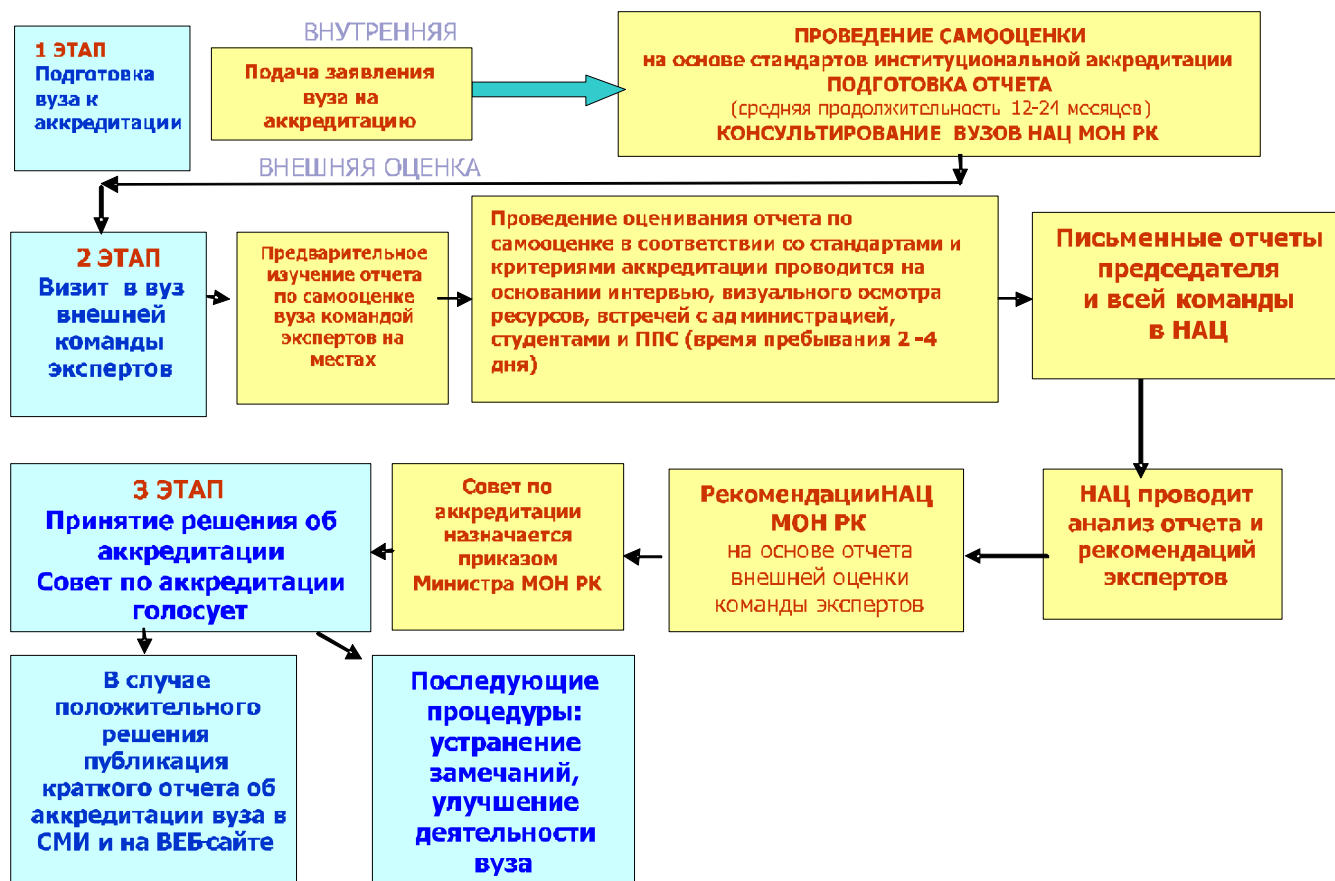 1 ЭТАП
Подготовка
вуза к
аккредитации
ВНУТРЕННЯЯ
Подача заявления
вуза на
аккредитацию
ПРОВЕДЕНИЕ САМООЦЕНКИ
на основе стандартов институциональной аккредитации
ПОДГОТОВКА ОТЧЕТА
(средняя продолжительность 12-24 месяцев)
КОНСУЛЬТИРОВАНИЕ ВУЗОВ НАЦ МОН РК
ВНЕШНЯЯ ОЦЕНКА
2 ЭТАП
Визит в вуз
внешней
команды
экспертов
Предварительное
изучение отчета
по самооценке
вуза командой
экспертов на
местах
Проведение оценивания отчета по
самооценке в соответствии со стандартами и
критериями аккредитации проводится на
основании интервью, визуального осмотра
ресурсов, встречей с администрацией,
студентами и ППС (время пребывания 2 -4
дня)
Письменные отчеты
председателя
и всей команды
в НАЦ
3 ЭТАП
Принятие решения об
аккредитации
Совет по аккредитации
голосует
Совет по
аккредитации
назначается
приказом
Министра МОН РК
РекомендацииНАЦ
МОН РК
на основе отчета
внешней оценки
команды экспертов
НАЦ проводит
анализ отчета и
рекомендаций
экспертов
В случае
положительного
решения
публикация
краткого отчета об
аккредитации вуза в
СМИ и на ВЕБ-сайте
Последующие
процедуры:
устранение
замечаний,
улучшение
деятельности
вуза